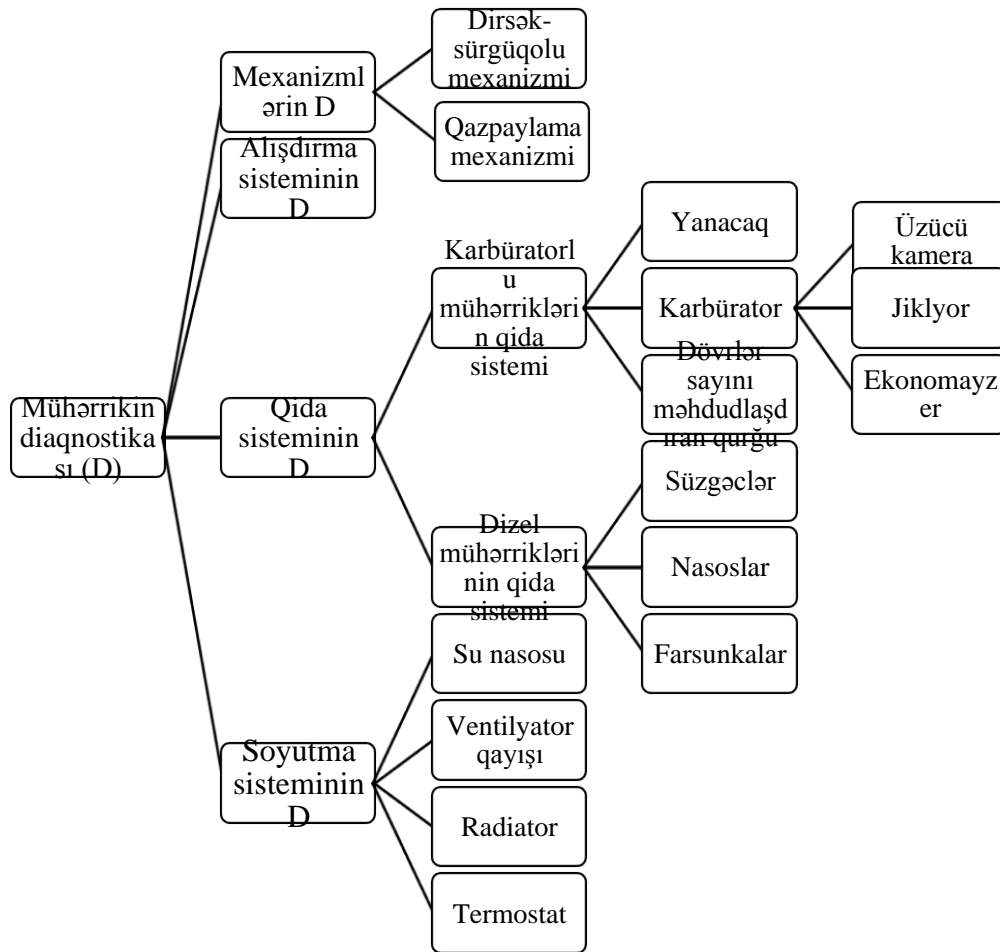 Mühərrikin
diaqnostika
sı (D)
Mexanizml
ərin D
Dirsək-
sürgüqolu
mexanizmi
Qazpaylama
mexanizmi
Alışdırma
sisteminin
D
Qida
sisteminin
D
Karbüratorl
u
mühərrikləri
n qida
sistemi
Yanacaq
Karbürator
Üzücü
kamera
Jiklyor
Ekonomayz
er
Dövrlər
sayını
məhdudlaşd
ıran qurğu
Dizel
mühərrikləri
nin qida
sistemi
Süzgəclər
Nasoslar
Farsunkalar
Soyutma
sisteminin
D
Su nasosu
Ventilyator
qayışı
Radiator
Termostat